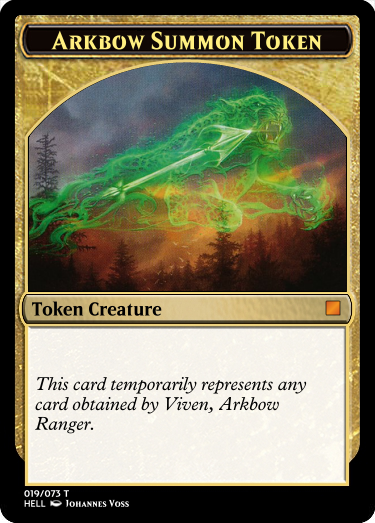 Arkbow Summon Token
Token Creature
This card temporarily represents any
card obtained by Viven, Arkbow
Ranger.
019/073 T
HELL Johannes Voss